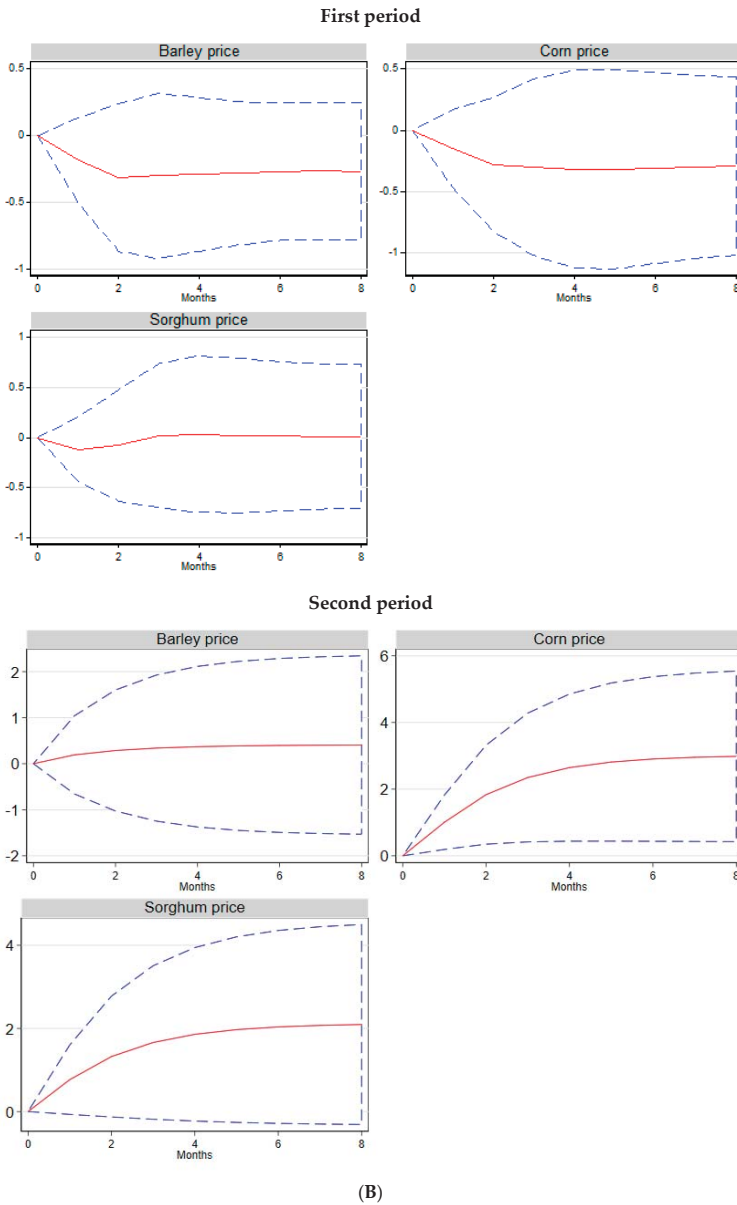 First period
Barley price
0.5
0
-0.5
-1
0 2 4 6 8
Months
Corn price
0.5
0
-0.5
-1
0 2 4 6 8
Months
Sorghum price
1
0.5
0
-0.5
-1
0 2 4 6 8
Months
Second period
Barley price
2
1
0
-1
-2
0 2 4 6 8
Months
Corn price
6
4
2
0
0 2 4 6 8
Months
Sorghum price
4
2
0
0 2 4 6 8
Months
(B)